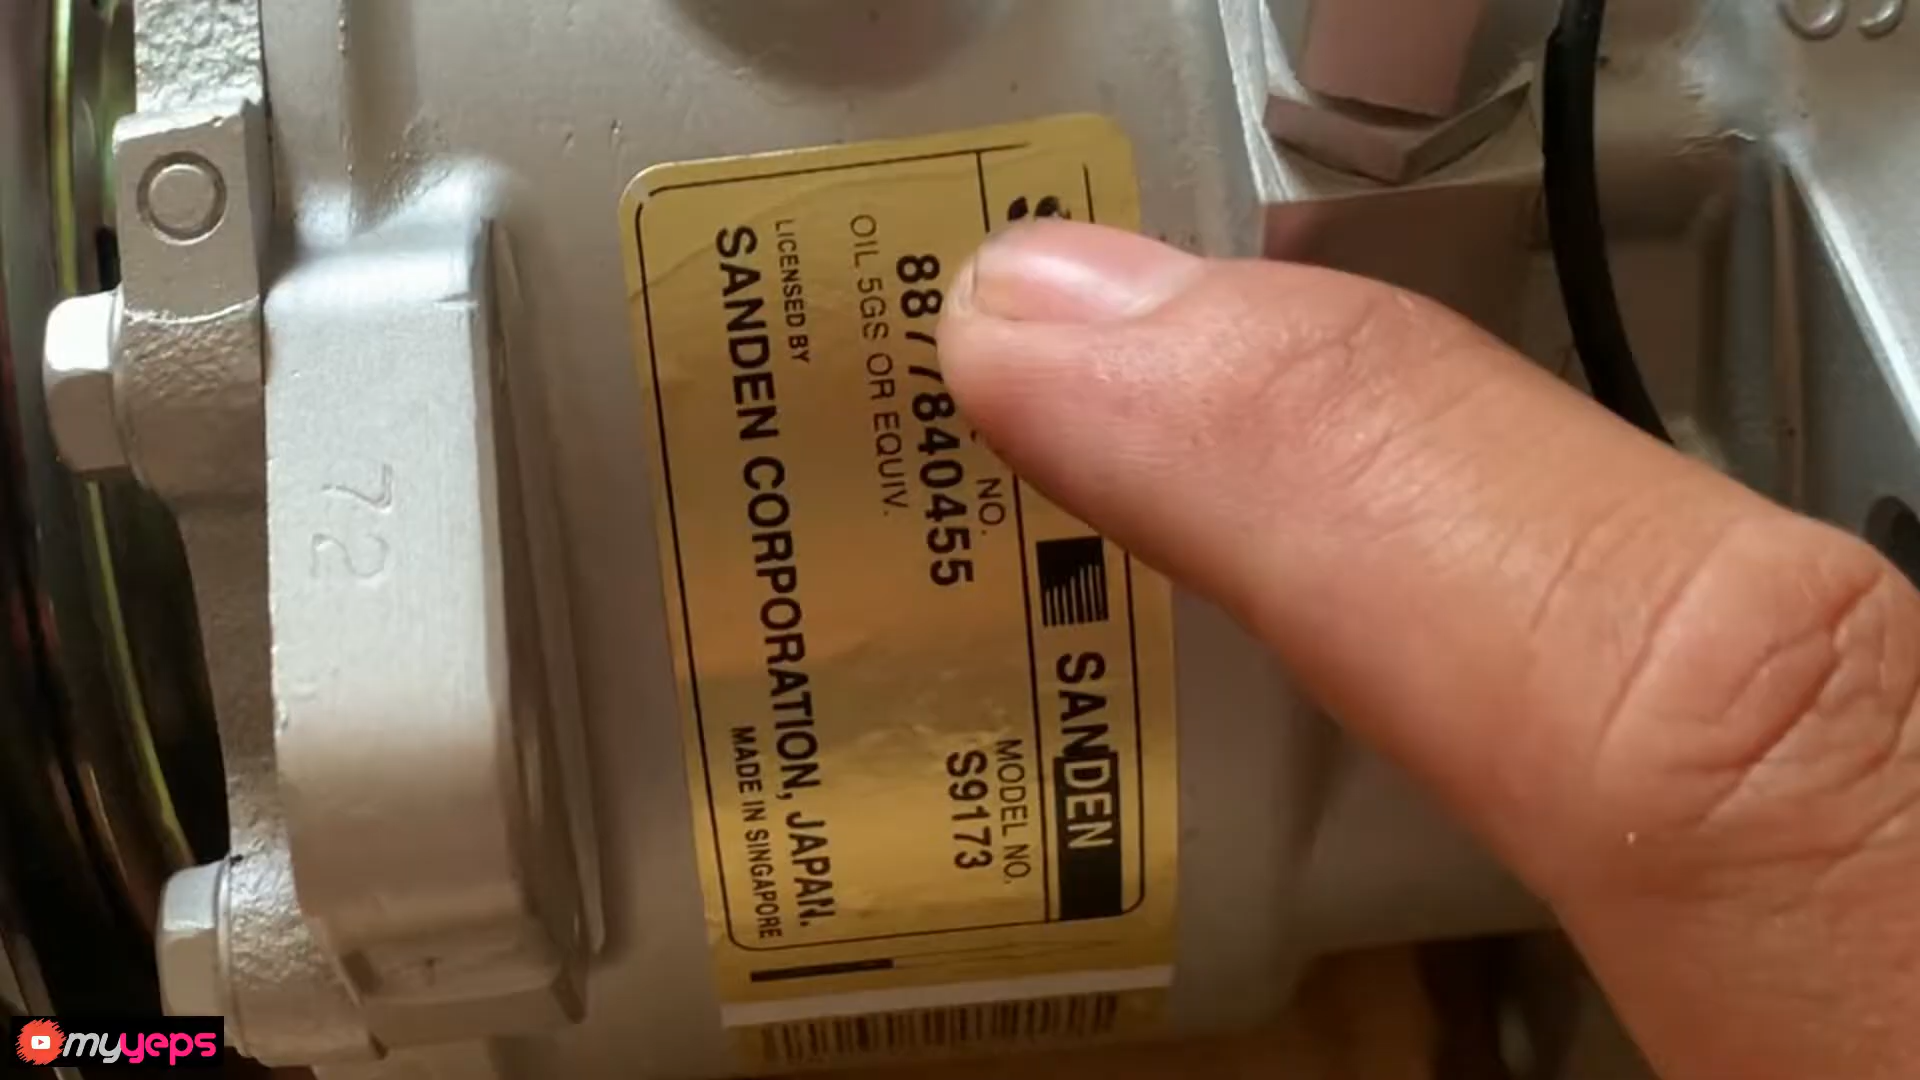 SANDEN
NO.
8877840455
MODEL NO.
S9173
OIL 5GS OR EQUIV.
LICENSED BY
SANDEN CORPORATION, JAPAN.
MADE IN SINGAPORE
72
myyeps